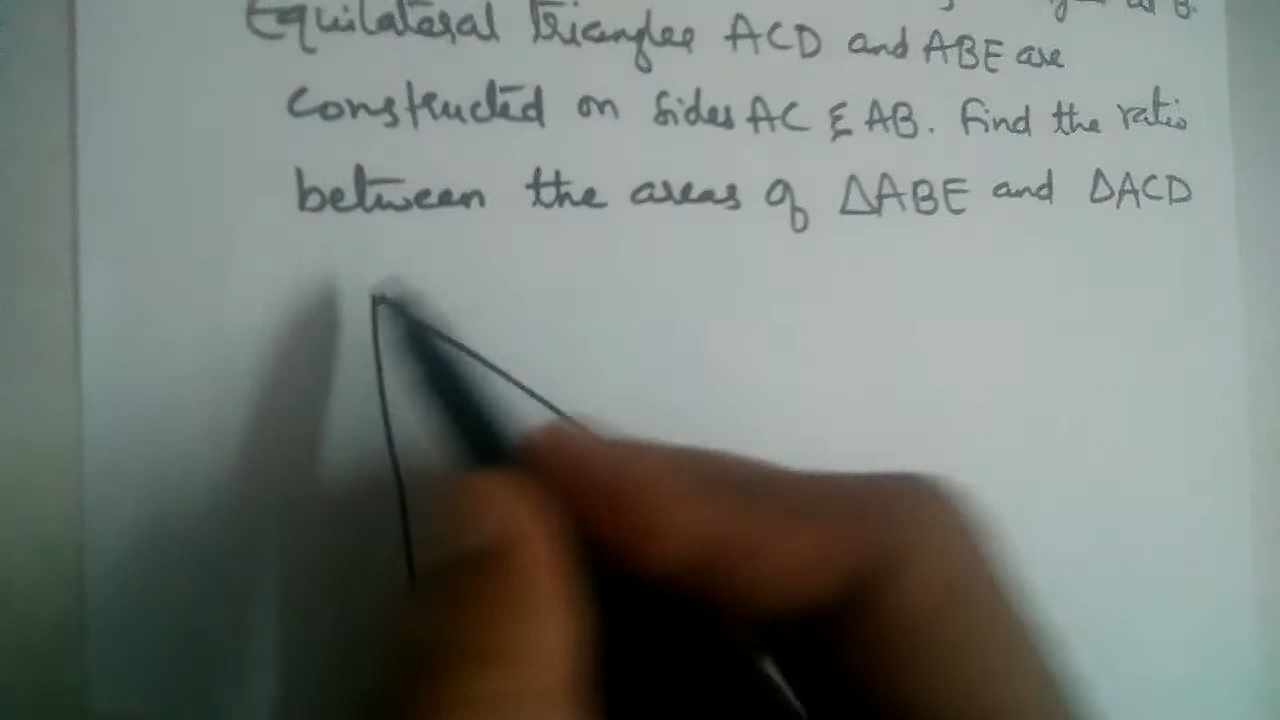 Equilateral triangles ACD and ABE are
constructed on sides AC & AB. Find the ratio
between the areas of ΔABE and ΔACD